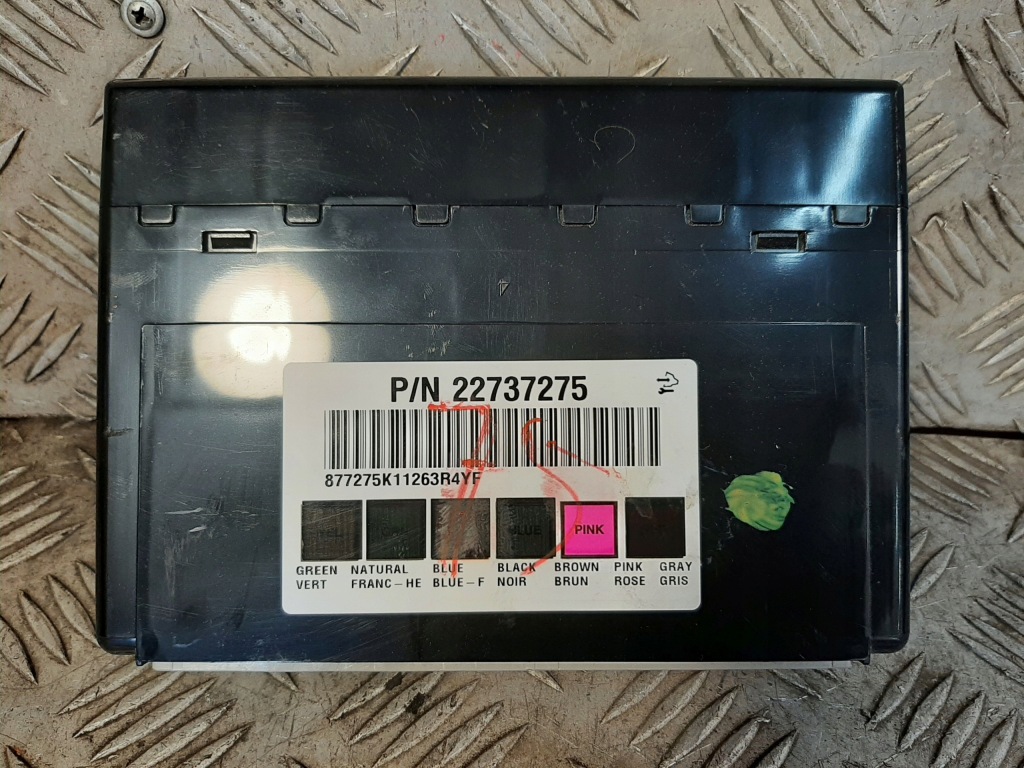 P/N 22737275
877275K11263R4YF
BLUE PINK
GREEN NATURAL BLUE BLACK BROWN PINK GRAY
VERT FRANC-HE BLUE-F NOIR BRUN ROSE GRIS